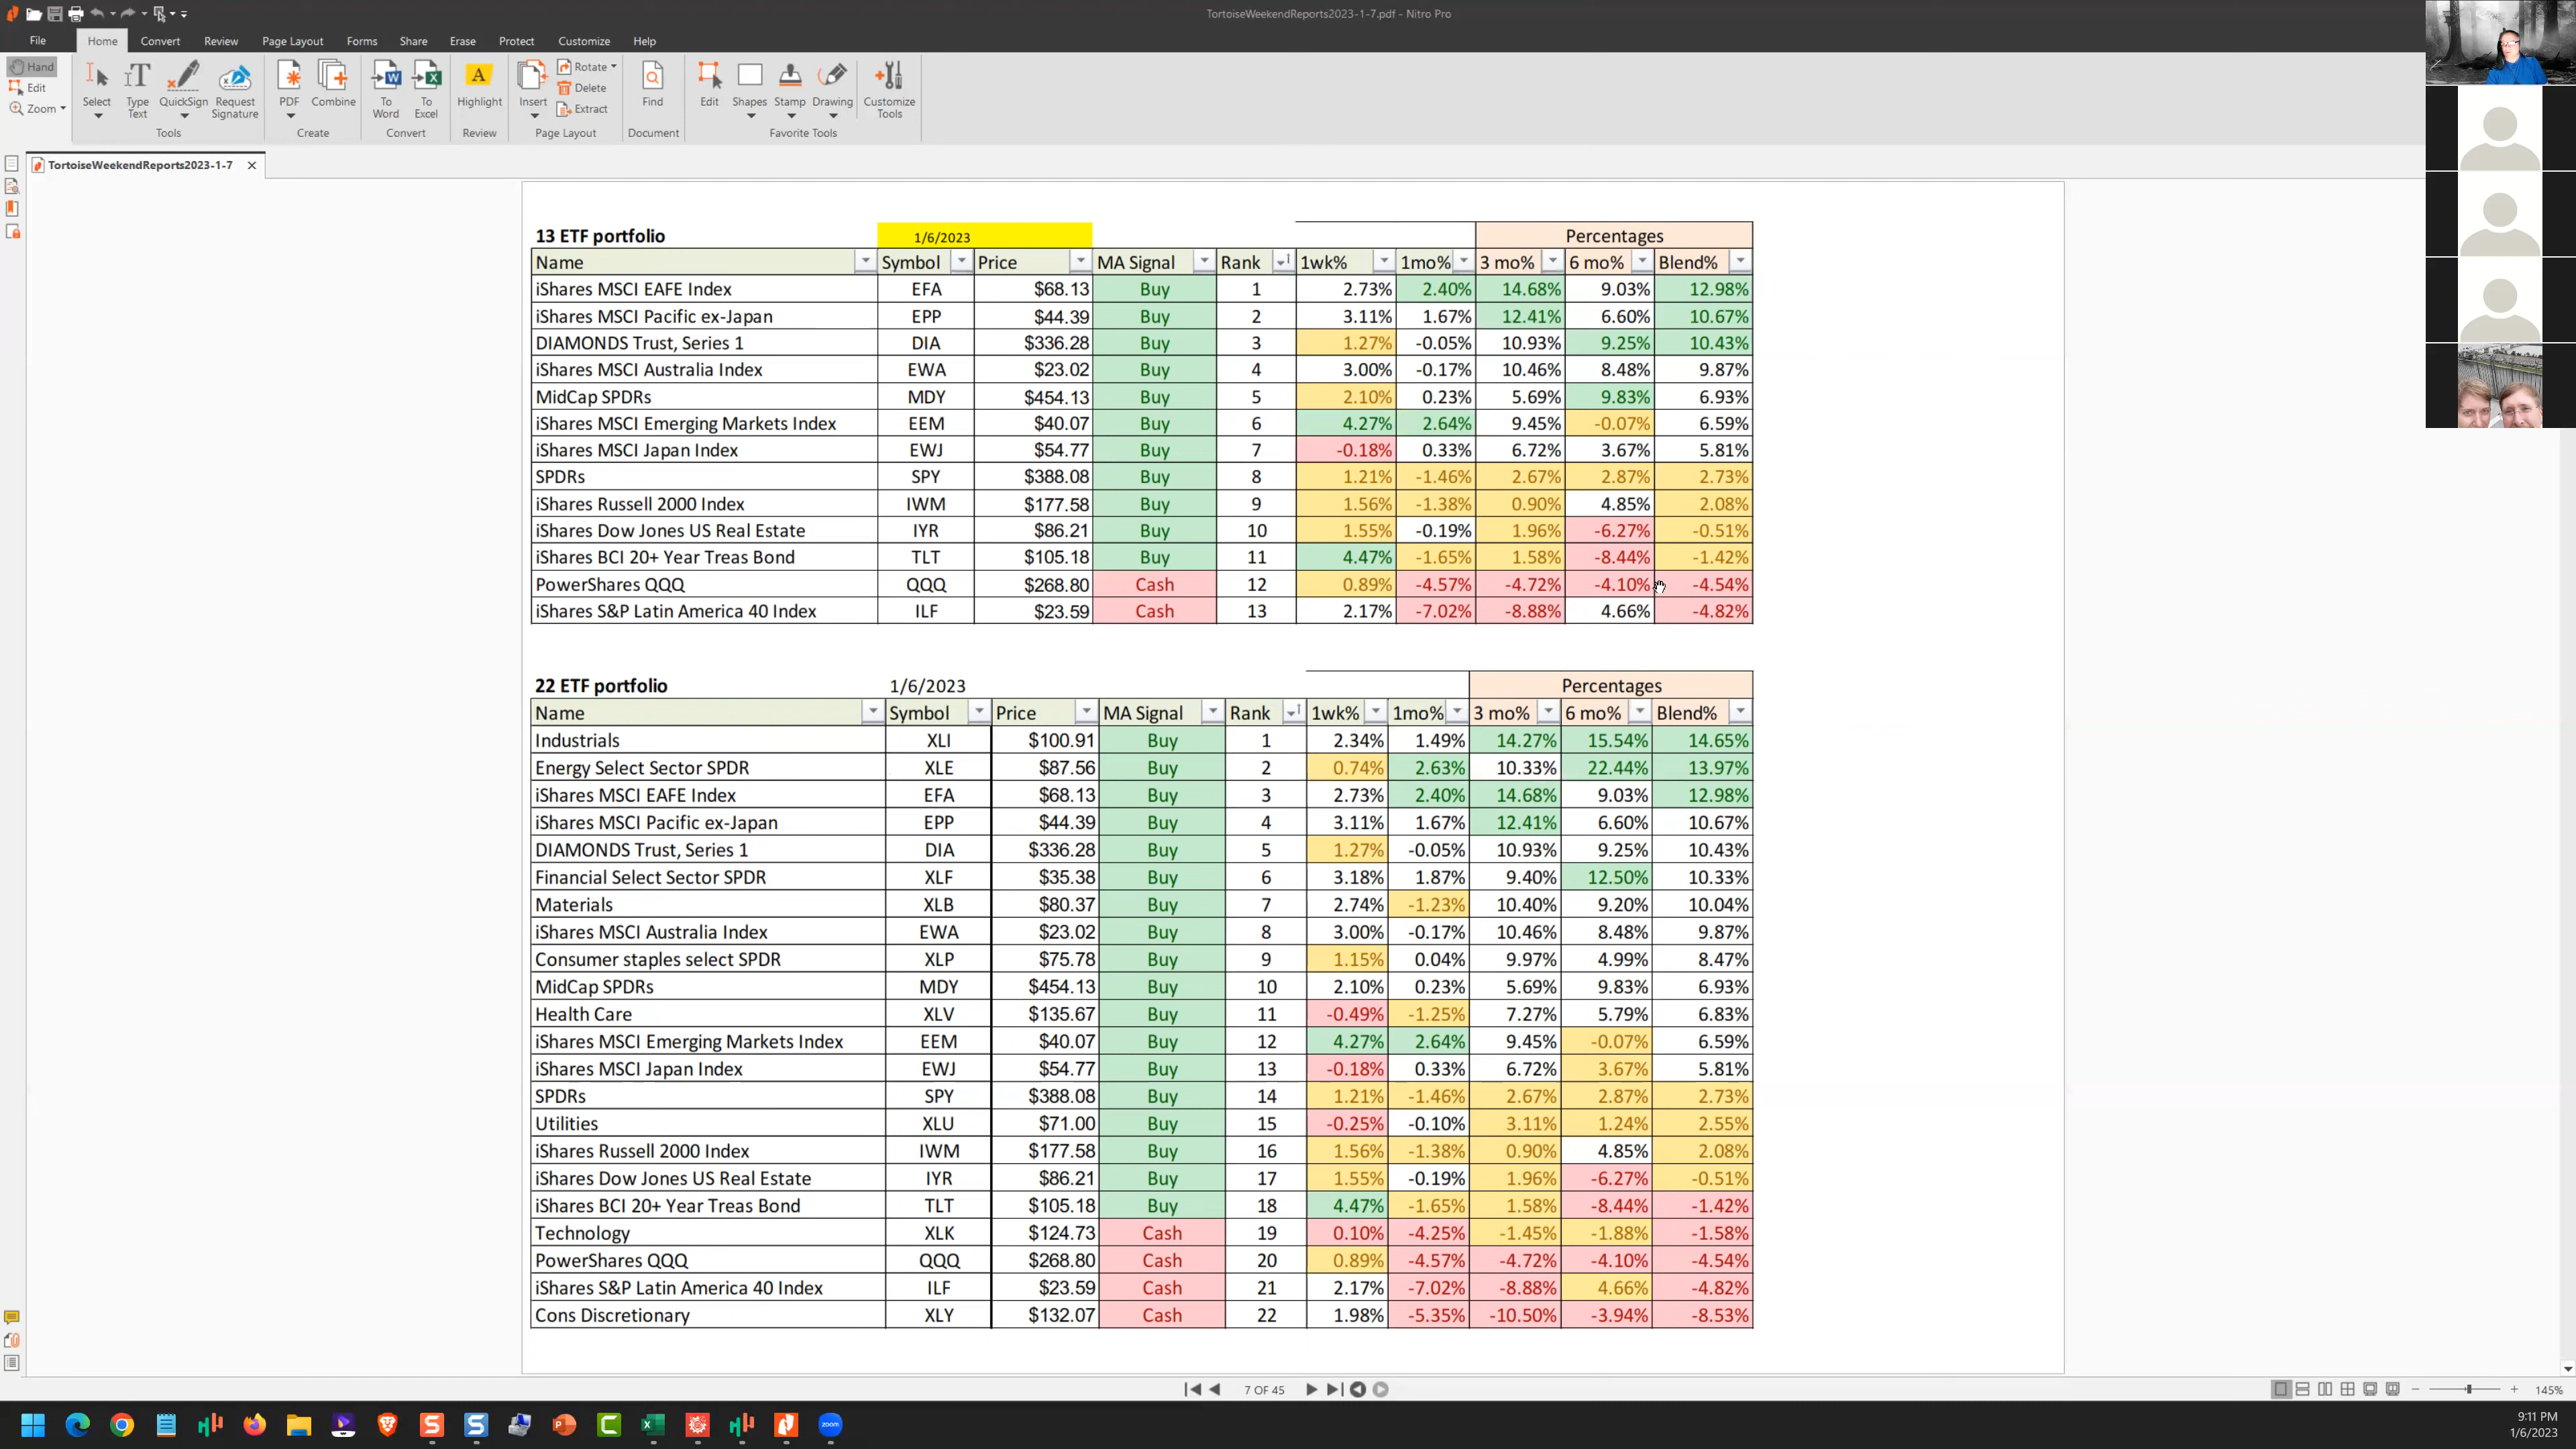 TortoiseWeekendReports2023-1-7.pdf - Nitro Pro
File Home Convert Review Page Layout Forms Share Erase Protect Customize Help
Hand
Edit
Zoom
Select
Type Text
QuickSign
Request Signature
Tools
PDF
Combine
Create
To Word
To Excel
Convert
Highlight
Review
Insert
Rotate
Delete
Extract
Page Layout
Find
Document
Edit
Shapes
Stamp
Drawing
Customize Tools
Favorite Tools
TortoiseWeekendReports2023-1-7
13 ETF portfolio 1/6/2023 Percentages
Name Symbol Price MA Signal Rank 1wk% 1mo% 3 mo% 6 mo% Blend%
iShares MSCI EAFE Index EFA $68.13 Buy 1 2.73% 2.40% 14.68% 9.03% 12.98%
iShares MSCI Pacific ex-Japan EPP $44.39 Buy 2 3.11% 1.67% 12.41% 6.60% 10.67%
DIAMONDS Trust, Series 1 DIA $336.28 Buy 3 1.27% -0.05% 10.93% 9.25% 10.43%
iShares MSCI Australia Index EWA $23.02 Buy 4 3.00% -0.17% 10.46% 8.48% 9.87%
MidCap SPDRs MDY $454.13 Buy 5 2.10% 0.23% 5.69% 9.83% 6.93%
iShares MSCI Emerging Markets Index EEM $40.07 Buy 6 4.27% 2.64% 9.45% -0.07% 6.59%
iShares MSCI Japan Index EWJ $54.77 Buy 7 -0.18% 0.33% 6.72% 3.67% 5.81%
SPDRs SPY $388.08 Buy 8 1.21% -1.46% 2.67% 2.87% 2.73%
iShares Russell 2000 Index IWM $177.58 Buy 9 1.56% -1.38% 0.90% 4.85% 2.08%
iShares Dow Jones US Real Estate IYR $86.21 Buy 10 1.55% -0.19% 1.96% -6.27% -0.51%
iShares BCI 20+ Year Treas Bond TLT $105.18 Buy 11 4.47% -1.65% 1.58% -8.44% -1.42%
PowerShares QQQ QQQ $268.80 Cash 12 0.89% -4.57% -4.72% -4.10% -4.54%
iShares S&P Latin America 40 Index ILF $23.59 Cash 13 2.17% -7.02% -8.88% 4.66% -4.82%
22 ETF portfolio 1/6/2023 Percentages
Name Symbol Price MA Signal Rank 1wk% 1mo% 3 mo% 6 mo% Blend%
Industrials XLI $100.91 Buy 1 2.34% 1.49% 14.27% 15.54% 14.65%
Energy Select Sector SPDR XLE $87.56 Buy 2 0.74% 2.63% 10.33% 22.44% 13.97%
iShares MSCI EAFE Index EFA $68.13 Buy 3 2.73% 2.40% 14.68% 9.03% 12.98%
iShares MSCI Pacific ex-Japan EPP $44.39 Buy 4 3.11% 1.67% 12.41% 6.60% 10.67%
DIAMONDS Trust, Series 1 DIA $336.28 Buy 5 1.27% -0.05% 10.93% 9.25% 10.43%
Financial Select Sector SPDR XLF $35.38 Buy 6 3.18% 1.87% 9.40% 12.50% 10.33%
Materials XLB $80.37 Buy 7 2.74% -1.23% 10.40% 9.20% 10.04%
iShares MSCI Australia Index EWA $23.02 Buy 8 3.00% -0.17% 10.46% 8.48% 9.87%
Consumer staples select SPDR XLP $75.78 Buy 9 1.15% 0.04% 9.97% 4.99% 8.47%
MidCap SPDRs MDY $454.13 Buy 10 2.10% 0.23% 5.69% 9.83% 6.93%
Health Care XLV $135.67 Buy 11 -0.49% -1.25% 7.27% 5.79% 6.83%
iShares MSCI Emerging Markets Index EEM $40.07 Buy 12 4.27% 2.64% 9.45% -0.07% 6.59%
iShares MSCI Japan Index EWJ $54.77 Buy 13 -0.18% 0.33% 6.72% 3.67% 5.81%
SPDRs SPY $388.08 Buy 14 1.21% -1.46% 2.67% 2.87% 2.73%
Utilities XLU $71.00 Buy 15 -0.25% -0.10% 3.11% 1.24% 2.55%
iShares Russell 2000 Index IWM $177.58 Buy 16 1.56% -1.38% 0.90% 4.85% 2.08%
iShares Dow Jones US Real Estate IYR $86.21 Buy 17 1.55% -0.19% 1.96% -6.27% -0.51%
iShares BCI 20+ Year Treas Bond TLT $105.18 Buy 18 4.47% -1.65% 1.58% -8.44% -1.42%
Technology XLK $124.73 Cash 19 0.10% -4.25% -1.45% -1.88% -1.58%
PowerShares QQQ QQQ $268.80 Cash 20 0.89% -4.57% -4.72% -4.10% -4.54%
iShares S&P Latin America 40 Index ILF $23.59 Cash 21 2.17% -7.02% -8.88% 4.66% -4.82%
Cons Discretionary XLY $132.07 Cash 22 1.98% -5.35% -10.50% -3.94% -8.53%
7 OF 45
145%
zoom
9:11 PM
1/6/2023